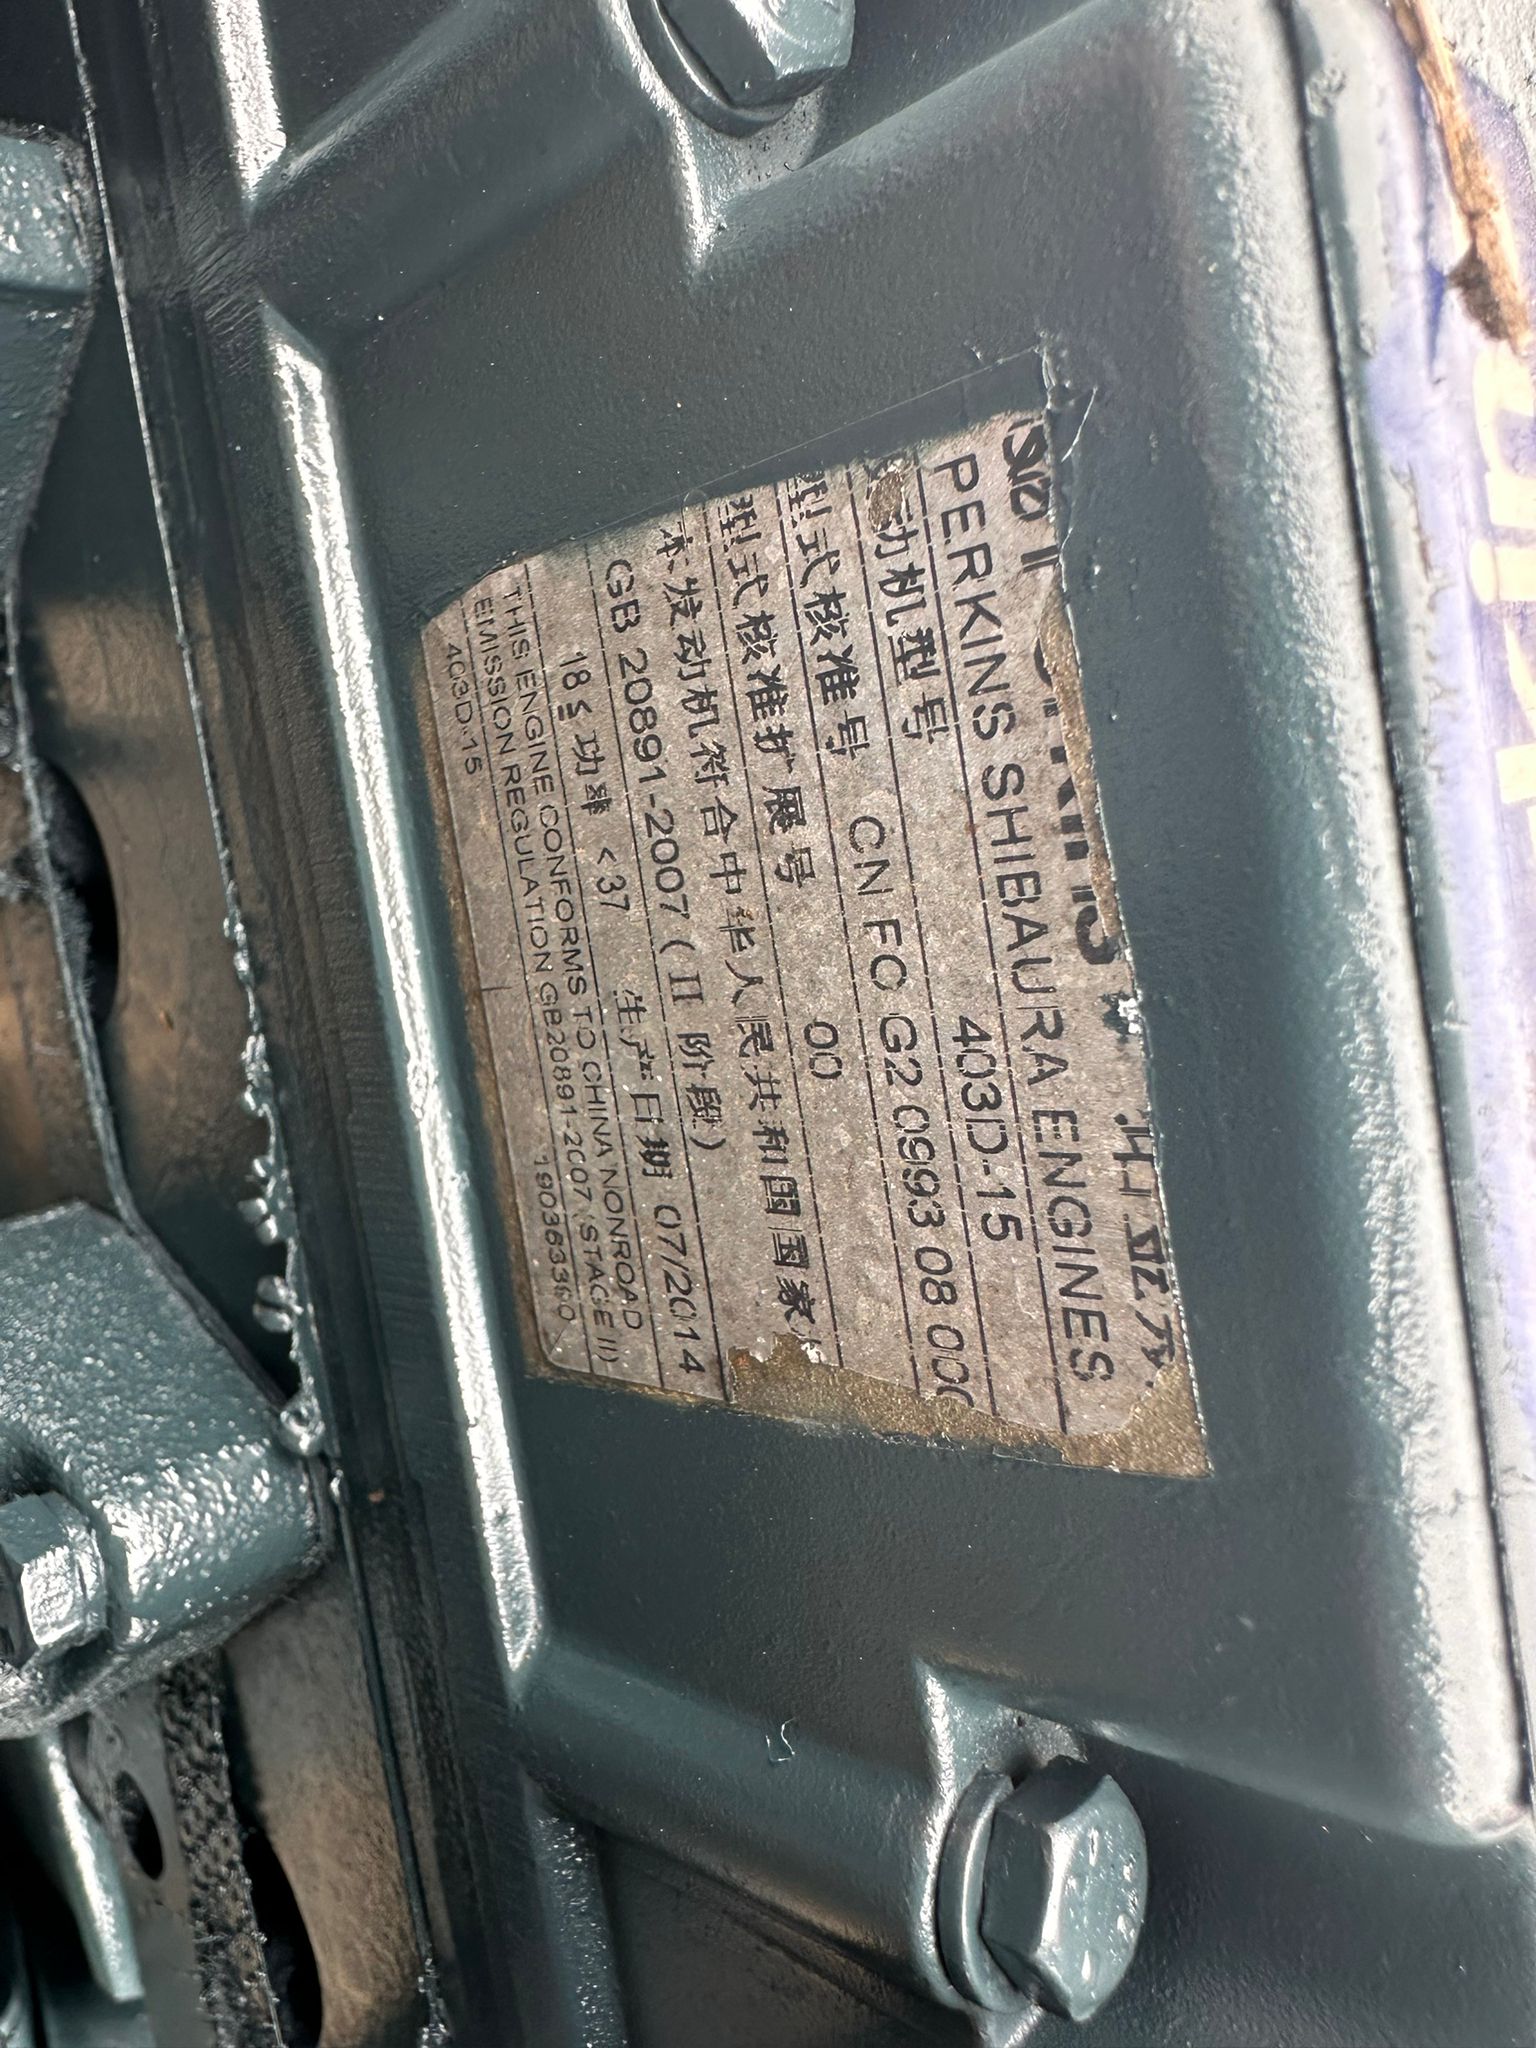 PERKINS SHIBAURA ENGINES
动机型号 403D-15
型式核准号 CN FC G2 0993 08 000
型式核准扩展号 00
本发动机符合中华人民共和国国家
GB 20891-2007 (II 阶段)
18≤ 功率 <37 生产日期 07/2014
THIS ENGINE CONFORMS TO CHINA NONROAD
EMISSION REGULATION GB20891-2007 (STAGE II)
403D-15